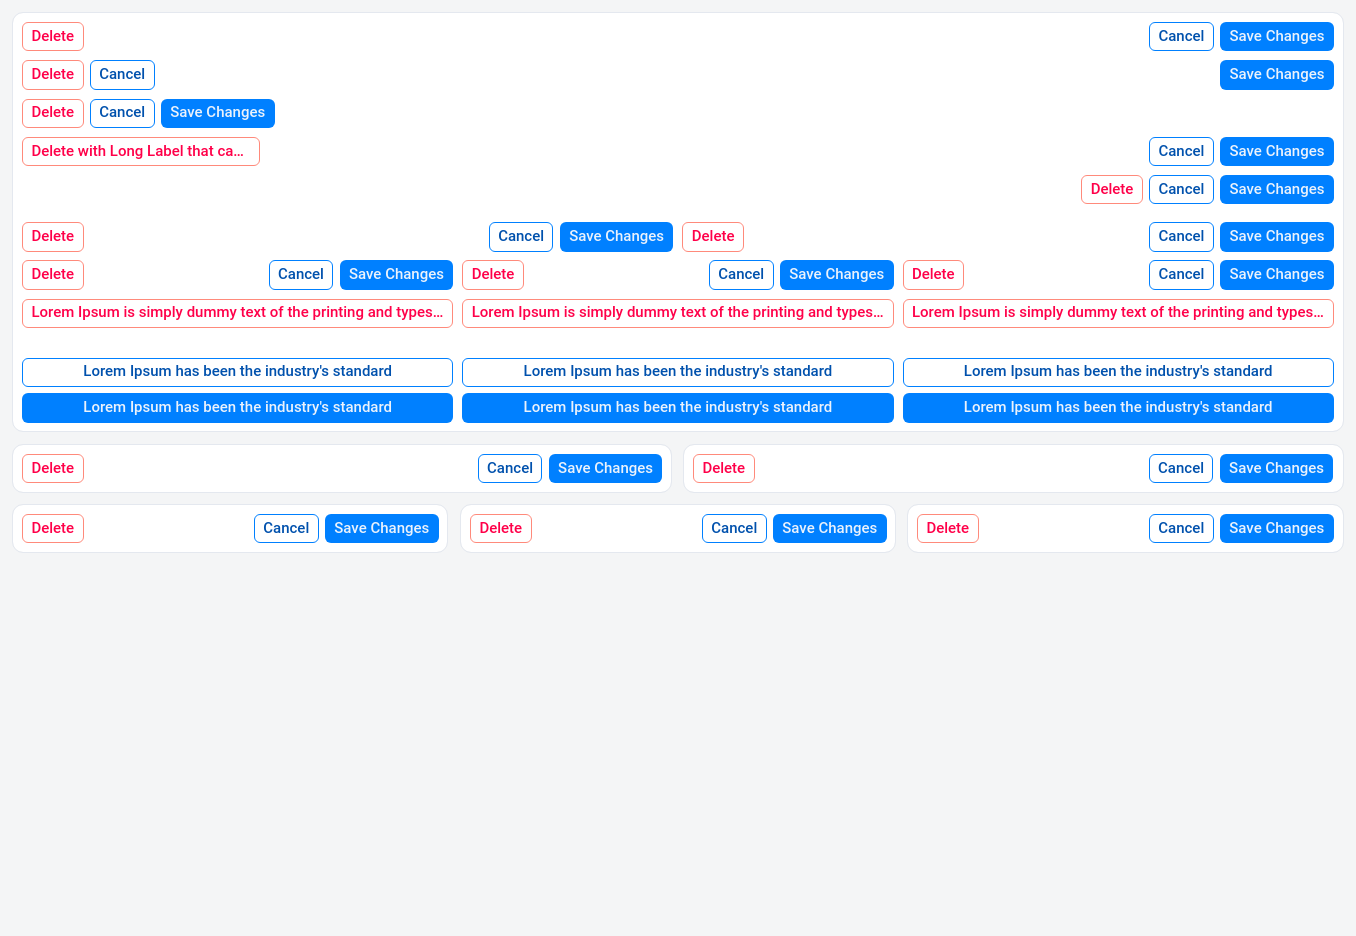 Delete Cancel Save Changes
Delete Cancel Save Changes
Delete Cancel Save Changes
Delete with Long Label that ca... Cancel Save Changes
Delete Cancel Save Changes
Delete Cancel Save Changes Delete Cancel Save Changes
Delete Cancel Save Changes Delete Cancel Save Changes Delete Cancel Save Changes
Lorem Ipsum is simply dummy text of the printing and types... Lorem Ipsum is simply dummy text of the printing and types... Lorem Ipsum is simply dummy text of the printing and types...
Lorem Ipsum has been the industry's standard Lorem Ipsum has been the industry's standard Lorem Ipsum has been the industry's standard
Lorem Ipsum has been the industry's standard Lorem Ipsum has been the industry's standard Lorem Ipsum has been the industry's standard
Delete Cancel Save Changes Delete Cancel Save Changes
Delete Cancel Save Changes Delete Cancel Save Changes Delete Cancel Save Changes